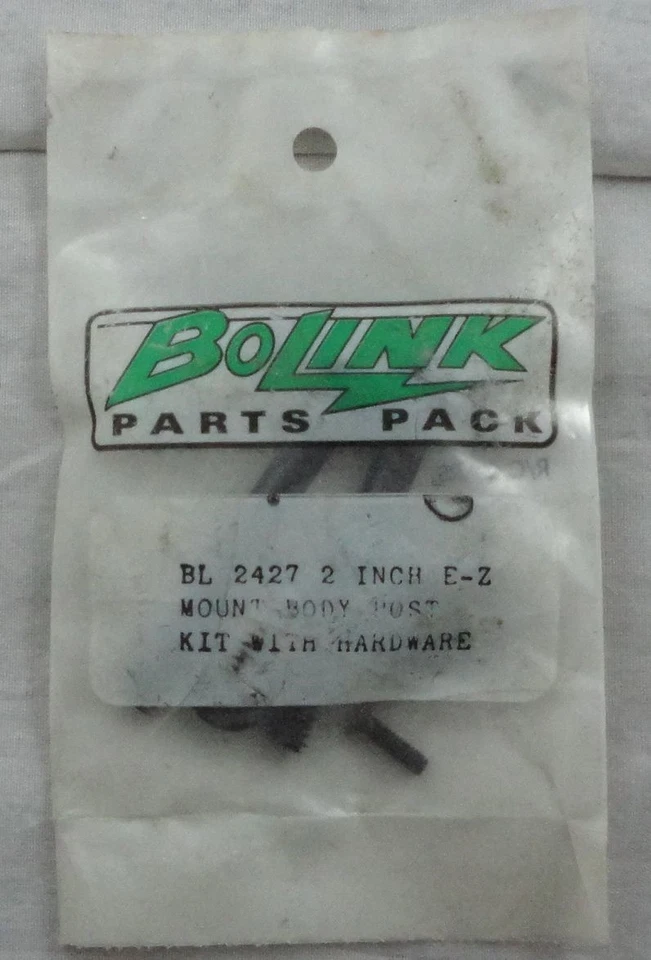 BOLINK
PARTS PACK
BL 2427 2 INCH E-Z
MOUNT BODY POST
KIT WITH HARDWARE